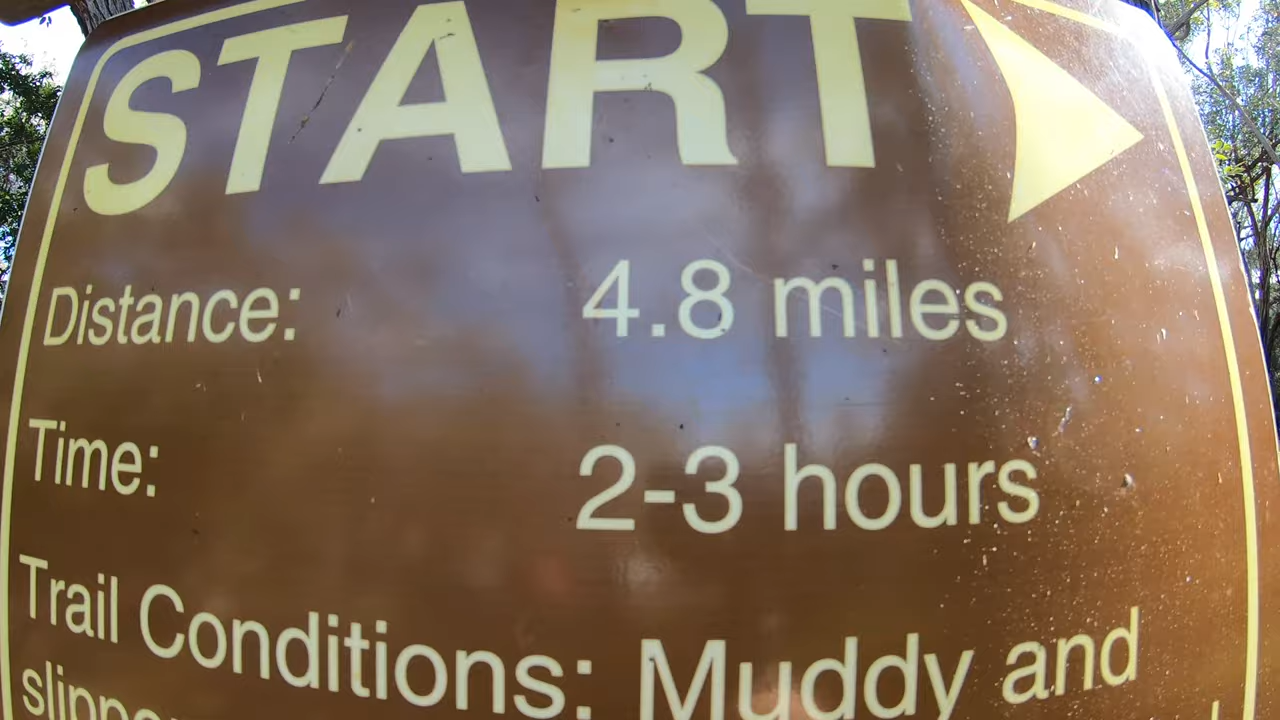 START
Distance: 4.8 miles
Time: 2-3 hours
Trail Conditions: Muddy and